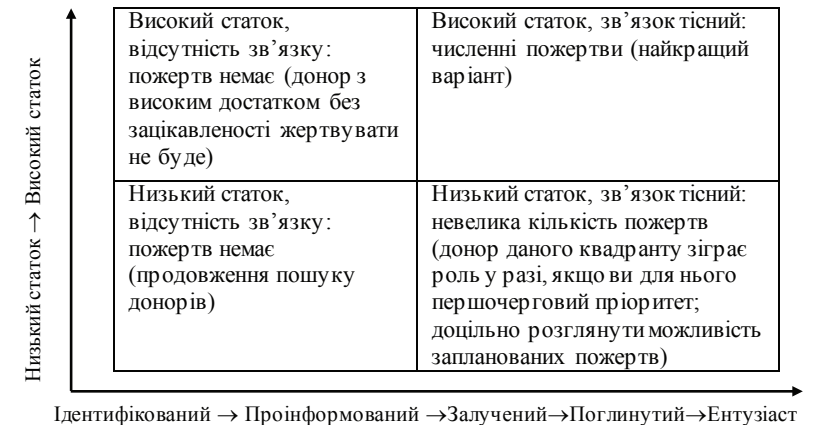 Низький статок → Високий статок
Високий статок,
відсутність зв’язку:
пожертв немає (донор з
високим достатком без
зацікавленості жертвувати
не буде)
Високий статок, зв’язок тісний:
численні пожертви (найкращий
варіант)
Низький статок,
відсутність зв’язку:
пожертв немає
(продовження пошуку
донорів)
Низький статок, зв’язок тісний:
невелика кількість пожертв
(донор даного квадранту зіграє
роль у разі, якщо ви для нього
першочерговий пріоритет;
доцільно розглянути можливість
запланованих пожертв)
Ідентифікований → Проінформований →Залучений→Поглинутий→Ентузіаст